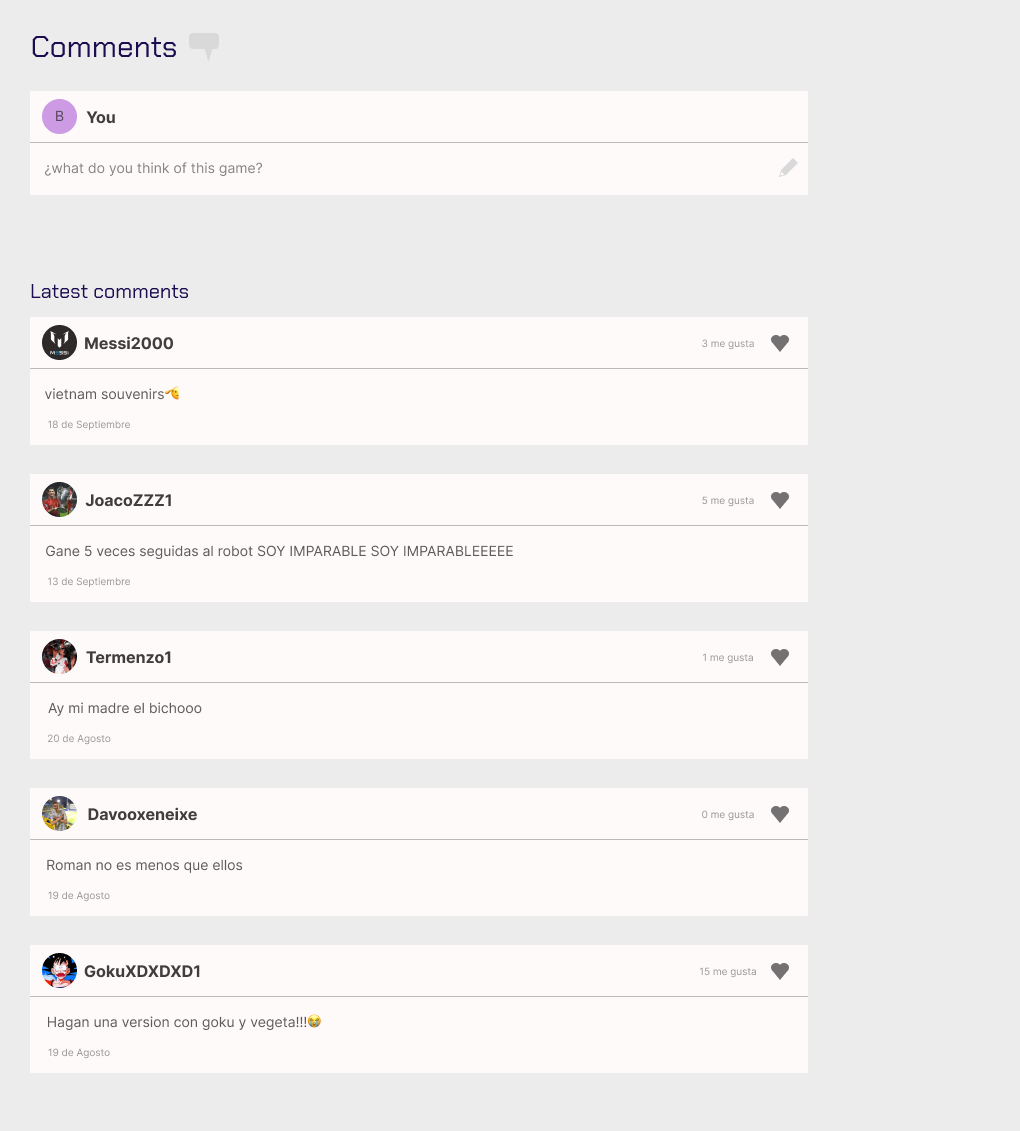 Comments
B
You
¿what do you think of this game?
Latest comments
MESSI
Messi2000
3 me gusta
vietnam souvenirs🫡
18 de Septiembre
JoacoZZZ1
5 me gusta
Gane 5 veces seguidas al robot SOY IMPARABLE SOY IMPARABLEEEEE
13 de Septiembre
Termenzo1
1 me gusta
Ay mi madre el bichooo
20 de Agosto
Davooxeneixe
0 me gusta
Roman no es menos que ellos
19 de Agosto
GokuXDXDXD1
15 me gusta
Hagan una version con goku y vegeta!!!😭
19 de Agosto